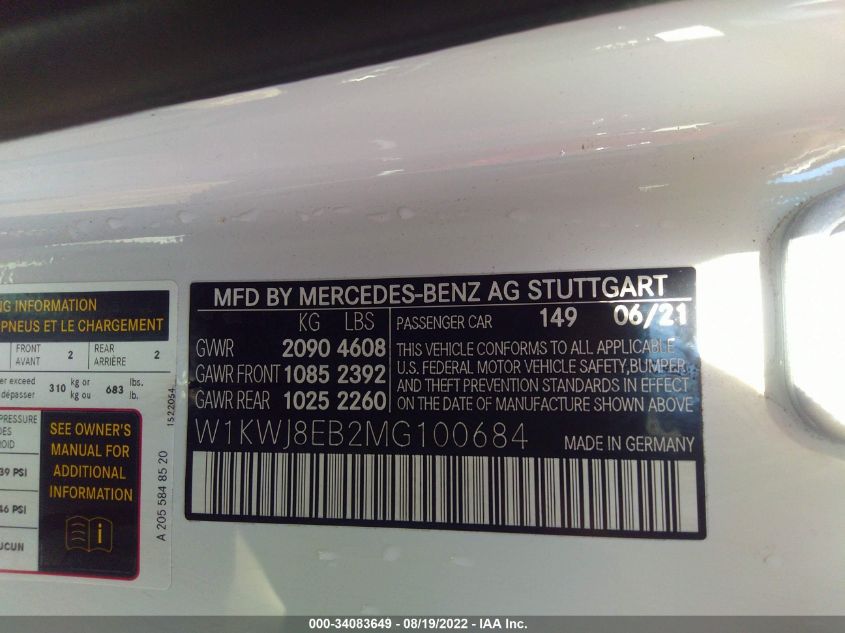 NG INFORMATION
PNEUS ET LE CHARGEMENT
FRONT 2 REAR 2
AVANT ARRIÈRE
er exceed 310 kg or 683 lbs.
dépasser kg ou lb.
PRESSURE
DES
ROID
39 PSI
46 PSI
UCUN
SEE OWNER'S
MANUAL FOR
ADDITIONAL
INFORMATION
i
1522054
A 205 584 85 20
MFD BY MERCEDES-BENZ AG STUTTGART
KG LBS
GVWR 2090 4608
GAWR FRONT 1085 2392
GAWR REAR 1025 2260
PASSENGER CAR 149 06/21
THIS VEHICLE CONFORMS TO ALL APPLICABLE
U.S. FEDERAL MOTOR VEHICLE SAFETY,BUMPER,
AND THEFT PREVENTION STANDARDS IN EFFECT
ON THE DATE OF MANUFACTURE SHOWN ABOVE
W1KWJ8EB2MG100684 MADE IN GERMANY
000-34083649 - 08/19/2022 - IAA Inc.